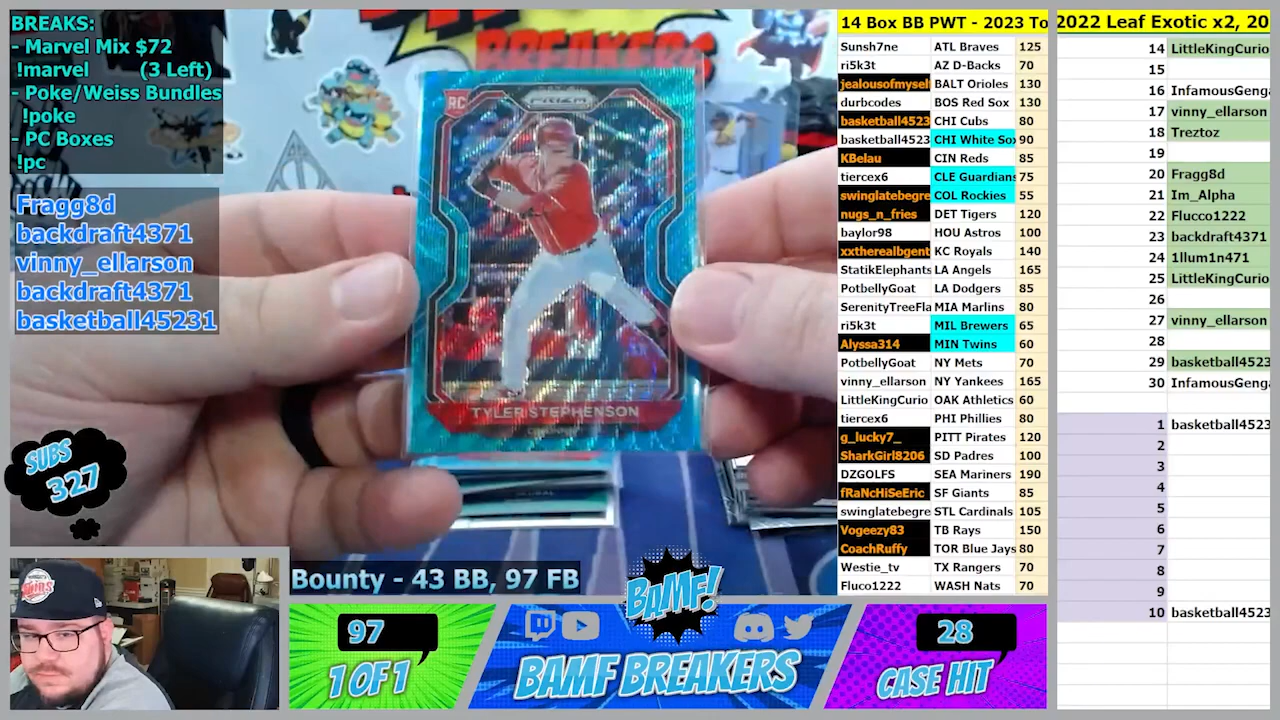 BREAKS:
- Marvel Mix $72
!marvel (3 Left)
- Poke/Weiss Bundles
!poke
- PC Boxes
!pc
Fragg8d
backdraft4371
vinny_ellarson
backdraft4371
basketball45231
SUBS
327
BREAKERS
RC
PRIZM
TYLER STEPHENSON
14 Box BB PWT - 2023 To
Sunsh7ne ATL Braves 125
ri5k3t AZ D-Backs 70
jealousofmysel BALT Orioles 130
durbcodes BOS Red Sox 130
basketball4523 CHI Cubs 80
basketball4523 CHI White Sox 90
KBelau CIN Reds 85
tiercex6 CLE Guardians 75
swinglatebegre COL Rockies 55
nugs_n_fries DET Tigers 120
baylor98 HOU Astros 100
xxtherealbgent KC Royals 140
StatikElephants LA Angels 165
PotbellyGoat LA Dodgers 85
SerenityTreeFla MIA Marlins 80
ri5k3t MIL Brewers 65
Alyssa314 MIN Twins 60
PotbellyGoat NY Mets 70
vinny_ellarson NY Yankees 165
LittleKingCurio OAK Athletics 60
tiercex6 PHI Phillies 80
g_lucky7_ PITT Pirates 120
SharkGirl8206 SD Padres 100
DZGOLFS SEA Mariners 190
fRaNcHiSeEric SF Giants 85
swinglatebegre STL Cardinals 105
Vogeezy83 TB Rays 150
CoachRuffy TOR Blue Jays 80
Westie_tv TX Rangers 70
Fluco1222 WASH Nats 70
2022 Leaf Exotic x2, 20
14 LittleKingCurio
15
16 InfamousGenga
17 vinny_ellarson
18 Treztoz
19
20 Fragg8d
21 Im_Alpha
22 Flucco1222
23 backdraft4371
24 1llum1n471
25 LittleKingCurio
26
27 vinny_ellarson
28
29 basketball4523
30 InfamousGenga
1 basketball4523
2
3
4
5
6
7
8
9
10 basketball4523
Bounty - 43 BB, 97 FB
BAMF!
97
1 OF 1
BAMF BREAKERS
28
CASE HIT